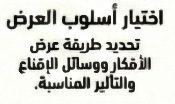 اختيار أسلوب العرض
تحديد طريقة عرض
الأفكار ووسائل الإقناع
والتأثير المناسبة.